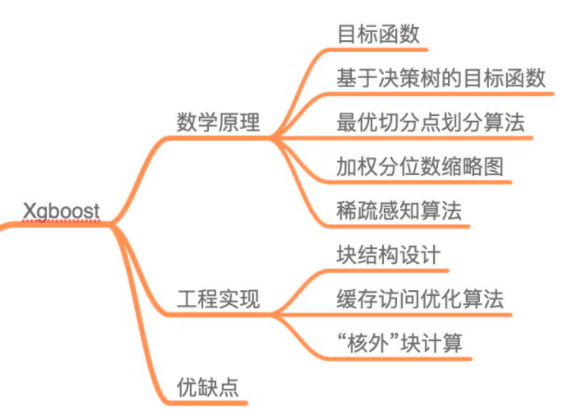 目标函数
基于决策树的目标函数
数学原理
最优切分点划分算法
加权分位数缩略图
Xgboost
稀疏感知算法
块结构设计
工程实现
缓存访问优化算法
“核外”块计算
优缺点